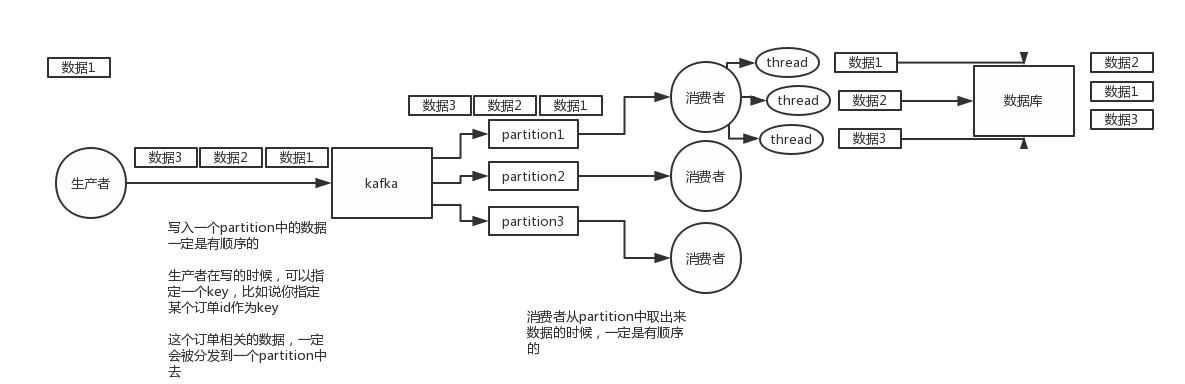 数据1
生产者
数据3 数据2 数据1
kafka
写入一个partition中的数据
一定是有顺序的
生产者在写的时候，可以指
定一个key，比如说你指定
某个订单id作为key
这个订单相关的数据，一定
会被分发到一个partition中
去
数据3 数据2 数据1
partition1
partition2
partition3
消费者
消费者
消费者
消费者从partition中取出来
数据的时候，一定是有顺序
的
thread
thread
thread
数据1
数据2
数据3
数据库
数据2
数据1
数据3